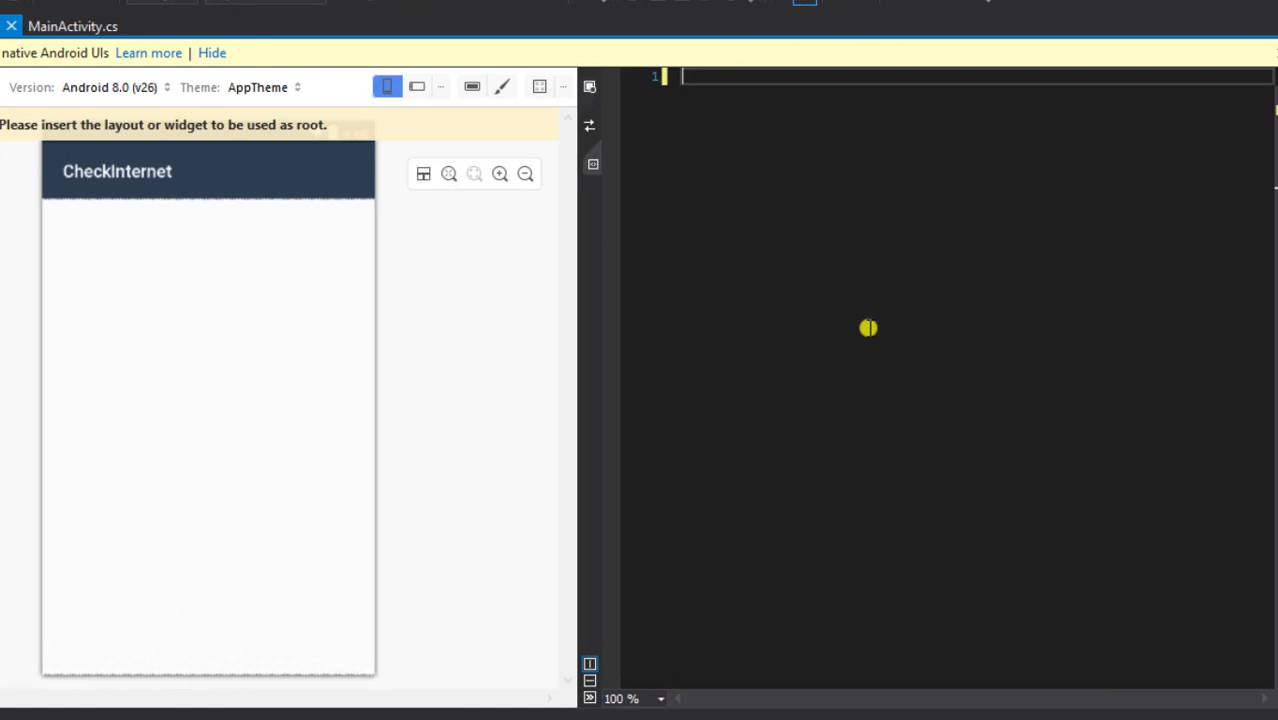 MainActivity.cs
native Android UIs Learn more | Hide
Version: Android 8.0 (v26) Theme: AppTheme
1
Please insert the layout or widget to be used as root.
CheckInternet
100 %